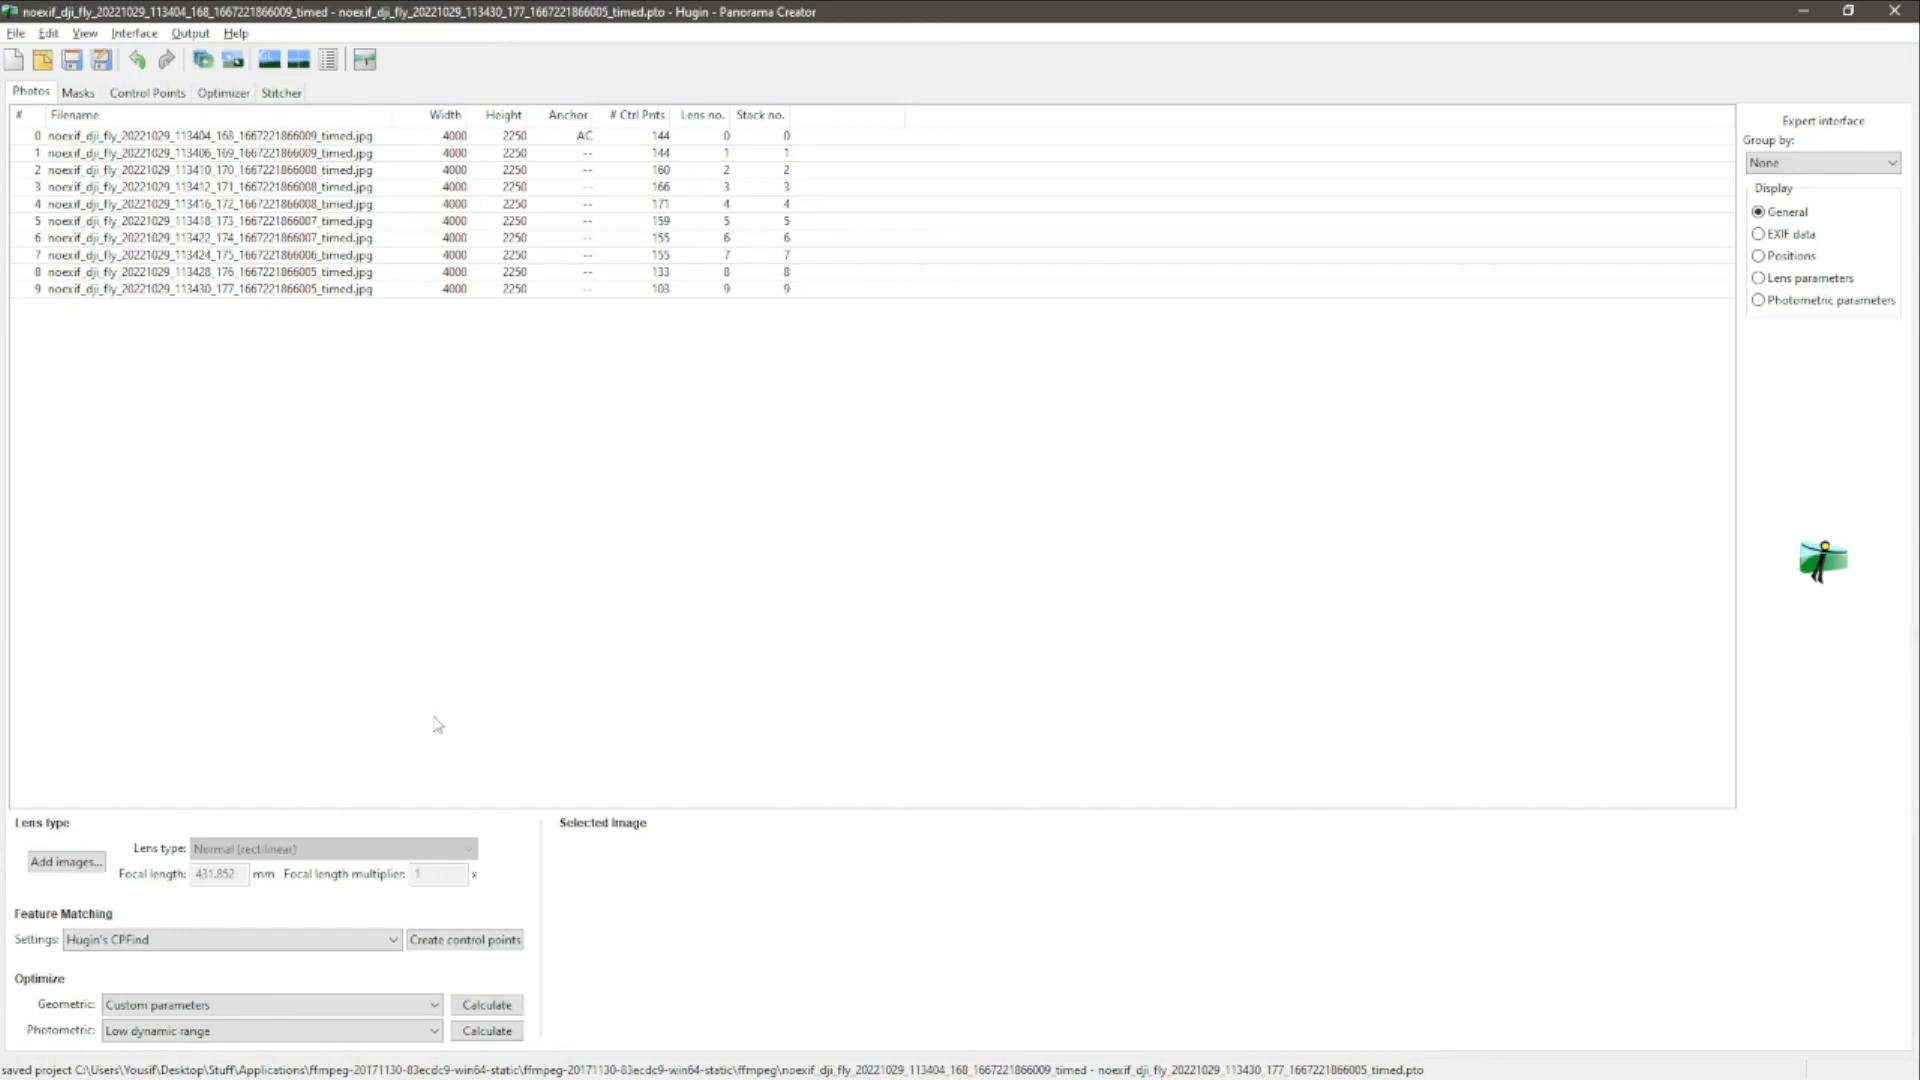 noexif_dji_fly_20221029_113404_168_1667221866009_timed - noexif_dji_fly_20221029_113430_177_1667221866005_timed.pto - Hugin - Panorama Creator
File Edit View Interface Output Help
Photos Masks Control Points Optimizer Stitcher
# Filename Width Height Anchor # Ctrl Pnts Lens no. Stack no.
0 noexif_dji_fly_20221029_113404_168_1667221866009_timed.jpg 4000 2250 AC 144 0 0
1 noexif_dji_fly_20221029_113406_169_1667221866009_timed.jpg 4000 2250 -- 144 1 1
2 noexif_dji_fly_20221029_113410_170_1667221866008_timed.jpg 4000 2250 -- 160 2 2
3 noexif_dji_fly_20221029_113412_171_1667221866008_timed.jpg 4000 2250 -- 166 3 3
4 noexif_dji_fly_20221029_113416_172_1667221866008_timed.jpg 4000 2250 -- 171 4 4
5 noexif_dji_fly_20221029_113418_173_1667221866007_timed.jpg 4000 2250 -- 159 5 5
6 noexif_dji_fly_20221029_113422_174_1667221866007_timed.jpg 4000 2250 -- 155 6 6
7 noexif_dji_fly_20221029_113424_175_1667221866006_timed.jpg 4000 2250 -- 155 7 7
8 noexif_dji_fly_20221029_113428_176_1667221866005_timed.jpg 4000 2250 -- 133 8 8
9 noexif_dji_fly_20221029_113430_177_1667221866005_timed.jpg 4000 2250 -- 103 9 9
Expert interface
Group by:
None
Display
General
EXIF data
Positions
Lens parameters
Photometric parameters
Lens type
Add images...
Lens type: Normal (rectilinear)
Focal length: 431.852 mm Focal length multiplier: 1 x
Feature Matching
Settings: Hugin's CPFind Create control points
Optimize
Geometric: Custom parameters Calculate
Photometric: Low dynamic range Calculate
Selected image
saved project C:\Users\Yousif\Desktop\Stuff\Applications\ffmpeg-20171130-83ecdc9-win64-static\ffmpeg-20171130-83ecdc9-win64-static\ffmpeg\noexif_dji_fly_20221029_113404_168_1667221866009_timed - noexif_dji_fly_20221029_113430_177_1667221866005_timed.pto